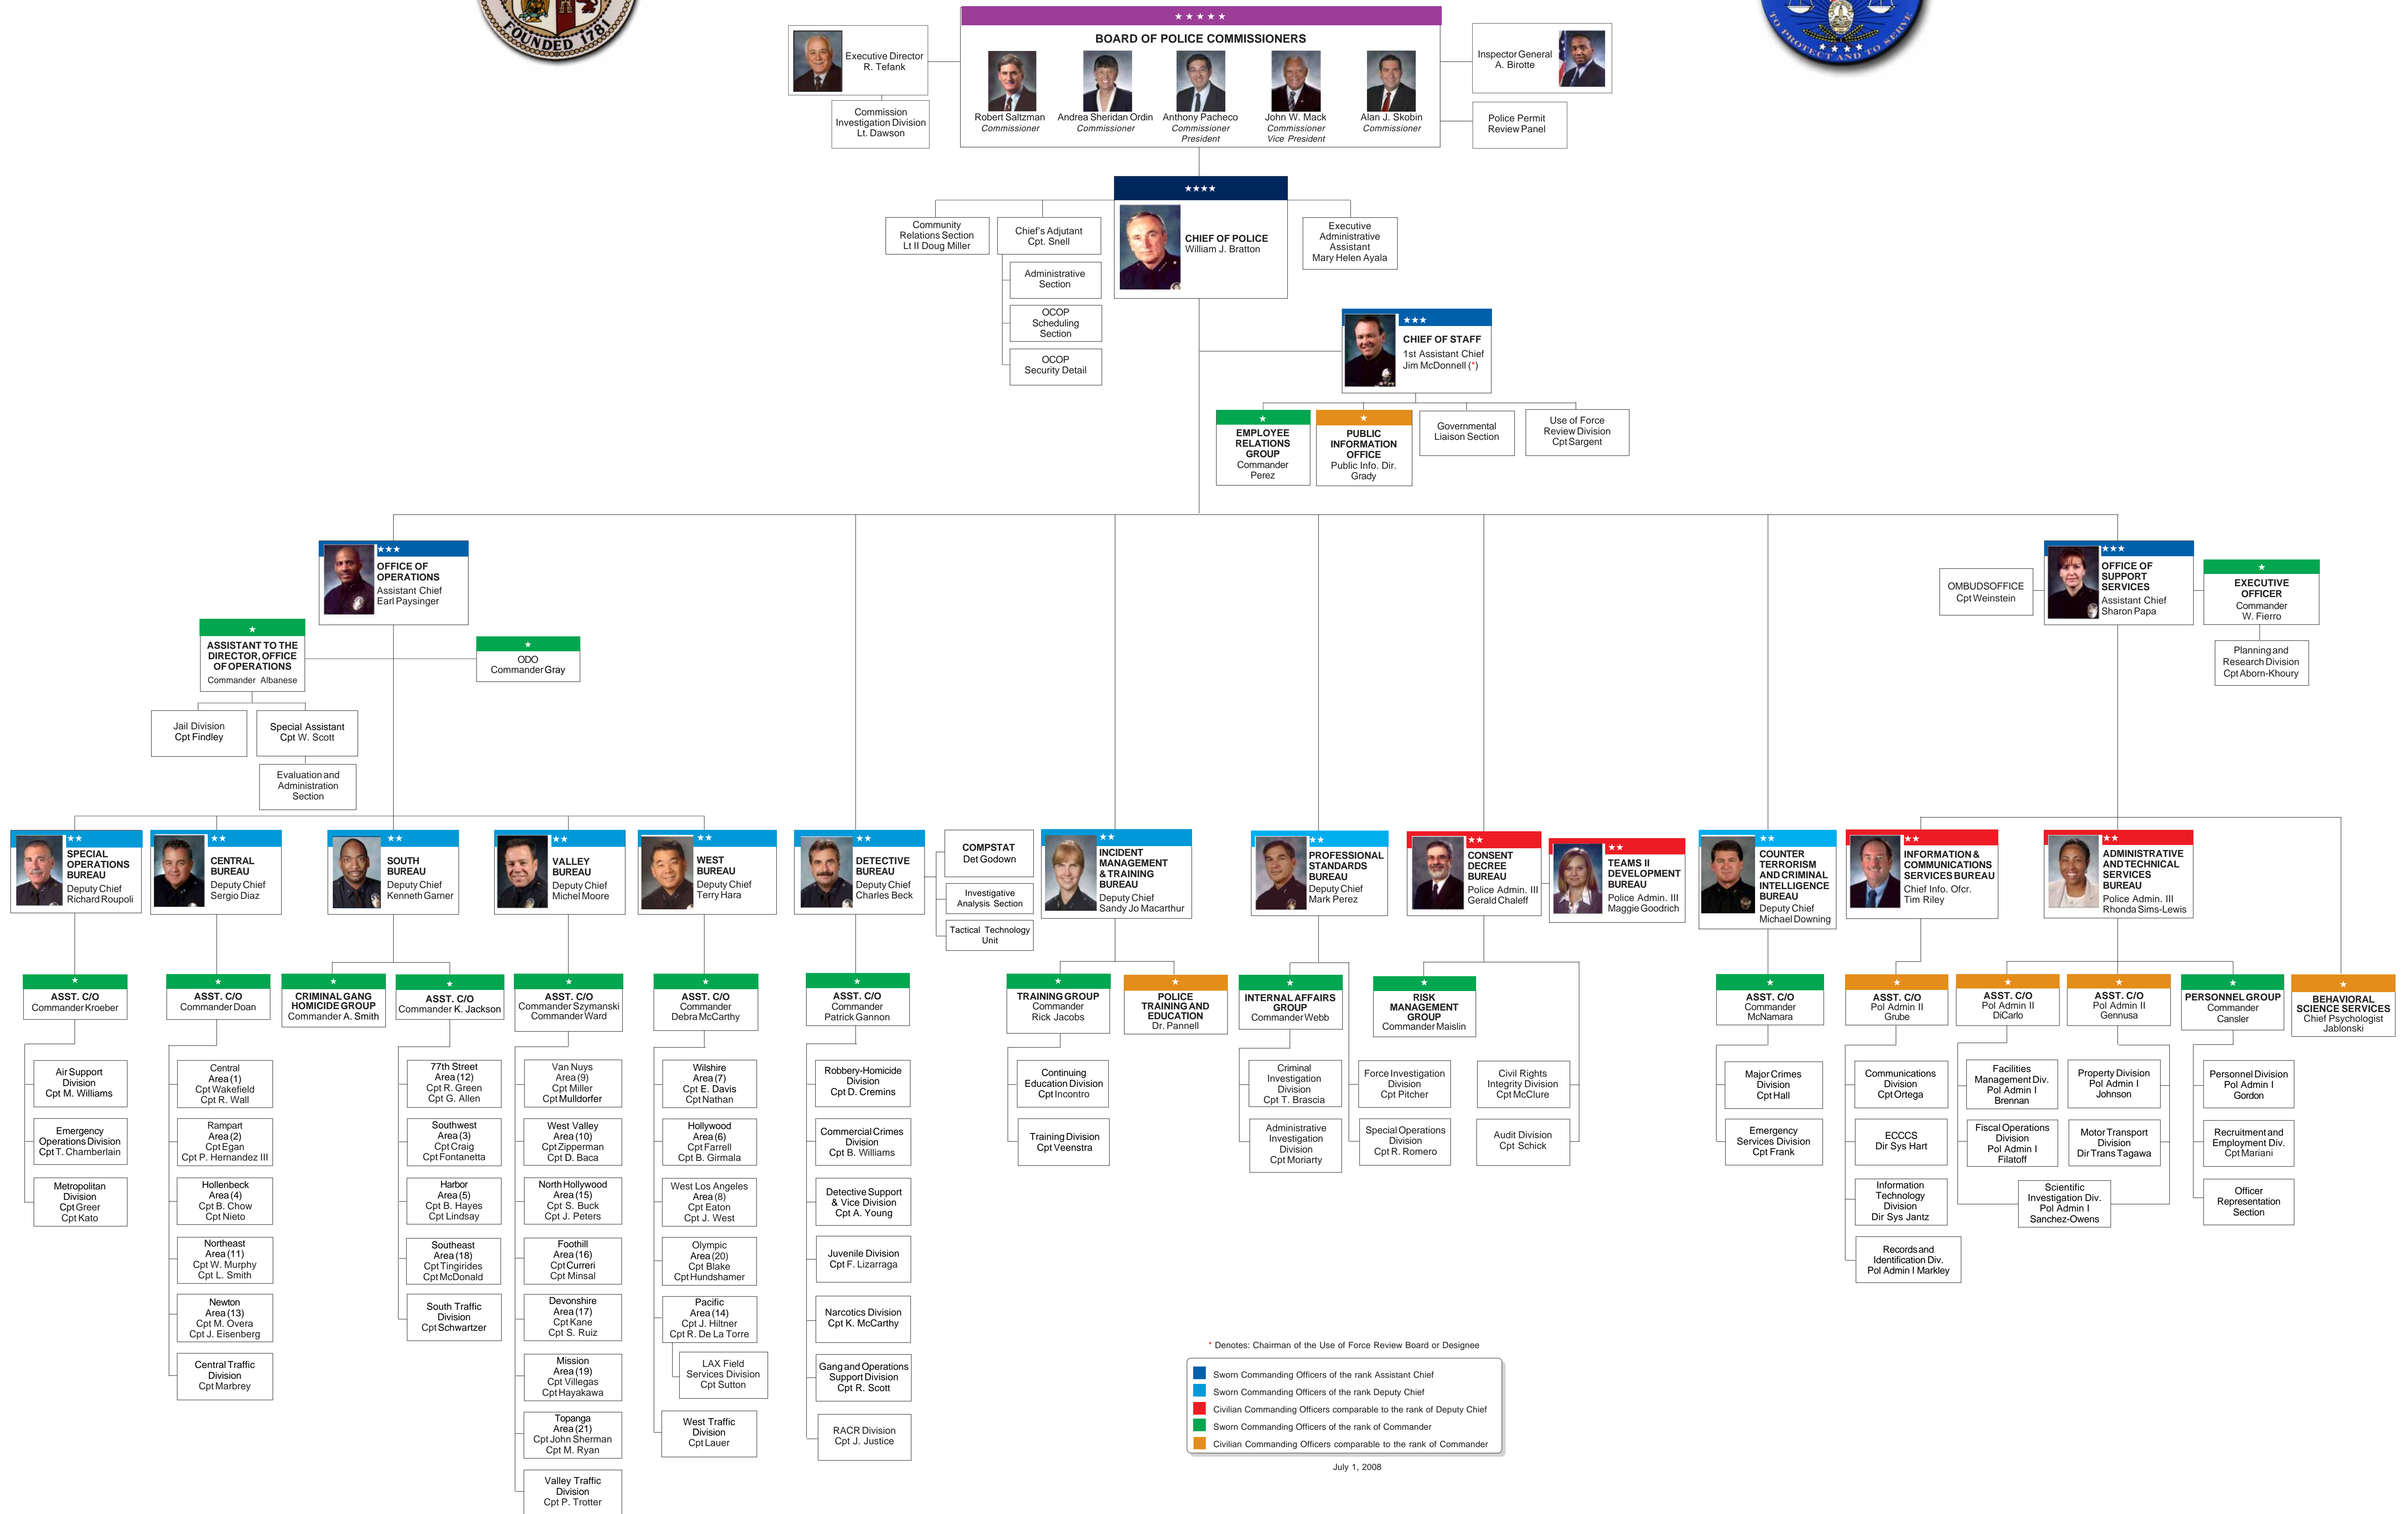 FOUNDED 1781
TO PROTECT AND TO SERVE
BOARD OF POLICE COMMISSIONERS
Executive Director
R. Tefank
Commission
Investigation Division
Lt. Dawson
Robert Saltzman
Commissioner
Andrea Sheridan Ordin
Commissioner
Anthony Pacheco
Commissioner
President
John W. Mack
Commissioner
Vice President
Alan J. Skobin
Commissioner
Inspector General
A. Birotte
Police Permit
Review Panel
CHIEF OF POLICE
William J. Bratton
Community
Relations Section
Lt II Doug Miller
Chief's Adjutant
Cpt. Snell
Administrative
Section
OCOP
Scheduling
Section
OCOP
Security Detail
Executive
Administrative
Assistant
Mary Helen Ayala
CHIEF OF STAFF
1st Assistant Chief
Jim McDonnell (*)
EMPLOYEE
RELATIONS
GROUP
Commander
Perez
PUBLIC
INFORMATION
OFFICE
Public Info. Dir.
Grady
Governmental
Liaison Section
Use of Force
Review Division
Cpt Sargent
OFFICE OF
OPERATIONS
Assistant Chief
Earl Paysinger
ASSISTANT TO THE
DIRECTOR, OFFICE
OF OPERATIONS
Commander Albanese
ODO
Commander Gray
Jail Division
Cpt Findley
Special Assistant
Cpt W. Scott
Evaluation and
Administration
Section
OMBUDSOFFICE
Cpt Weinstein
OFFICE OF
SUPPORT
SERVICES
Assistant Chief
Sharon Papa
EXECUTIVE
OFFICER
Commander
W. Fierro
Planning and
Research Division
Cpt Aborn-Khoury
SPECIAL
OPERATIONS
BUREAU
Deputy Chief
Richard Roupoli
CENTRAL
BUREAU
Deputy Chief
Sergio Diaz
SOUTH
BUREAU
Deputy Chief
Kenneth Garner
VALLEY
BUREAU
Deputy Chief
Michel Moore
WEST
BUREAU
Deputy Chief
Terry Hara
DETECTIVE
BUREAU
Deputy Chief
Charles Beck
COMPSTAT
Det Godown
Investigative
Analysis Section
Tactical Technology
Unit
INCIDENT
MANAGEMENT
& TRAINING
BUREAU
Deputy Chief
Sandy Jo Macarthur
PROFESSIONAL
STANDARDS
BUREAU
Deputy Chief
Mark Perez
CONSENT
DECREE
BUREAU
Police Admin. III
Gerald Chaleff
TEAMS II
DEVELOPMENT
BUREAU
Police Admin. III
Maggie Goodrich
COUNTER
TERRORISM
AND CRIMINAL
INTELLIGENCE
BUREAU
Deputy Chief
Michael Downing
INFORMATION &
COMMUNICATIONS
SERVICES BUREAU
Chief Info. Ofcr.
Tim Riley
ADMINISTRATIVE
AND TECHNICAL
SERVICES
BUREAU
Police Admin. III
Rhonda Sims-Lewis
ASST. C/O
Commander Kroeber
ASST. C/O
Commander Doan
CRIMINAL GANG
HOMICIDE GROUP
Commander A. Smith
ASST. C/O
Commander K. Jackson
ASST. C/O
Commander Szymanski
Commander Ward
ASST. C/O
Commander
Debra McCarthy
ASST. C/O
Commander
Patrick Gannon
TRAINING GROUP
Commander
Rick Jacobs
POLICE
TRAINING AND
EDUCATION
Dr. Pannell
INTERNAL AFFAIRS
GROUP
Commander Webb
RISK
MANAGEMENT
GROUP
Commander Maislin
ASST. C/O
Commander
McNamara
ASST. C/O
Pol Admin II
Grube
ASST. C/O
Pol Admin II
DiCarlo
ASST. C/O
Pol Admin II
Gennusa
PERSONNEL GROUP
Commander
Cansler
BEHAVIORAL
SCIENCE SERVICES
Chief Psychologist
Jablonski
Air Support
Division
Cpt M. Williams
Emergency
Operations Division
Cpt T. Chamberlain
Metropolitan
Division
Cpt Greer
Cpt Kato
Central
Area (1)
Cpt Wakefield
Cpt R. Wall
Rampart
Area (2)
Cpt Egan
Cpt P. Hernandez III
Hollenbeck
Area (4)
Cpt B. Chow
Cpt Nieto
Northeast
Area (11)
Cpt W. Murphy
Cpt L. Smith
Newton
Area (13)
Cpt M. Overa
Cpt J. Eisenberg
Central Traffic
Division
Cpt Marbrey
77th Street
Area (12)
Cpt R. Green
Cpt G. Allen
Southwest
Area (3)
Cpt Craig
Cpt Fontanetta
Harbor
Area (5)
Cpt B. Hayes
Cpt Lindsay
Southeast
Area (18)
Cpt Tingirides
Cpt McDonald
South Traffic
Division
Cpt Schwartzer
Van Nuys
Area (9)
Cpt Miller
Cpt Mulldorfer
West Valley
Area (10)
Cpt Zipperman
Cpt D. Baca
North Hollywood
Area (15)
Cpt S. Buck
Cpt J. Peters
Foothill
Area (16)
Cpt Curreri
Cpt Minsal
Devonshire
Area (17)
Cpt Kane
Cpt S. Ruiz
Mission
Area (19)
Cpt Villegas
Cpt Hayakawa
Topanga
Area (21)
Cpt John Sherman
Cpt M. Ryan
Valley Traffic
Division
Cpt P. Trotter
Wilshire
Area (7)
Cpt E. Davis
Cpt Nathan
Hollywood
Area (6)
Cpt Farrell
Cpt B. Girmala
West Los Angeles
Area (8)
Cpt Eaton
Cpt J. West
Olympic
Area (20)
Cpt Blake
Cpt Hundshamer
Pacific
Area (14)
Cpt J. Hiltner
Cpt R. De La Torre
LAX Field
Services Division
Cpt Sutton
West Traffic
Division
Cpt Lauer
Robbery-Homicide
Division
Cpt D. Cremins
Commercial Crimes
Division
Cpt B. Williams
Detective Support
& Vice Division
Cpt A. Young
Juvenile Division
Cpt F. Lizarraga
Narcotics Division
Cpt K. McCarthy
Gang and Operations
Support Division
Cpt R. Scott
RACR Division
Cpt J. Justice
Continuing
Education Division
Cpt Incontro
Training Division
Cpt Veenstra
Criminal
Investigation
Division
Cpt T. Brascia
Administrative
Investigation
Division
Cpt Moriarty
Force Investigation
Division
Cpt Pitcher
Special Operations
Division
Cpt R. Romero
Civil Rights
Integrity Division
Cpt McClure
Audit Division
Cpt Schick
Major Crimes
Division
Cpt Hall
Emergency
Services Division
Cpt Frank
Communications
Division
Cpt Ortega
ECCCS
Dir Sys Hart
Information
Technology
Division
Dir Sys Jantz
Records and
Identification Div.
Pol Admin I Markley
Facilities
Management Div.
Pol Admin I
Brennan
Fiscal Operations
Division
Pol Admin I
Filatoff
Property Division
Pol Admin I
Johnson
Motor Transport
Division
Dir Trans Tagawa
Scientific
Investigation Div.
Pol Admin I
Sanchez-Owens
Personnel Division
Pol Admin I
Gordon
Recruitment and
Employment Div.
Cpt Mariani
Officer
Representation
Section
* Denotes: Chairman of the Use of Force Review Board or Designee
Sworn Commanding Officers of the rank Assistant Chief
Sworn Commanding Officers of the rank Deputy Chief
Civilian Commanding Officers comparable to the rank of Deputy Chief
Sworn Commanding Officers of the rank of Commander
Civilian Commanding Officers comparable to the rank of Commander
July 1, 2008